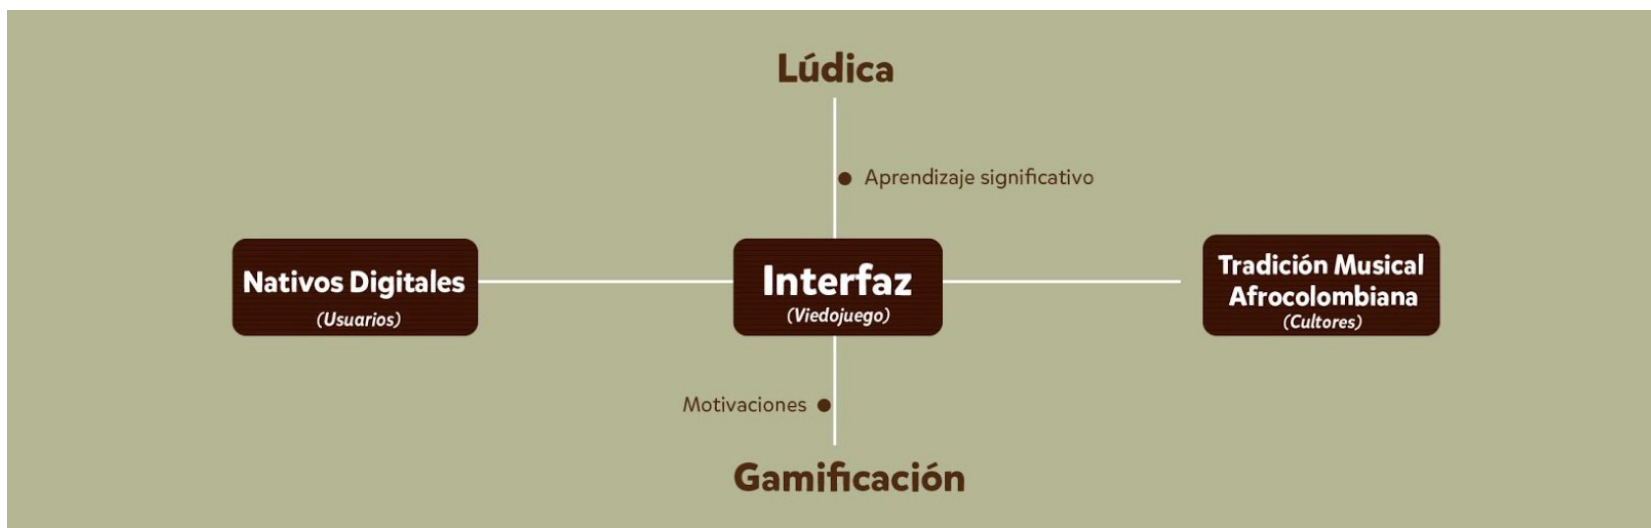 Lúdica
Aprendizaje significativo
Nativos Digitales
(Usuarios)
Interfaz
(Viedojuego)
Tradición Musical
Afrocolombiana
(Cultores)
Motivaciones
Gamificación